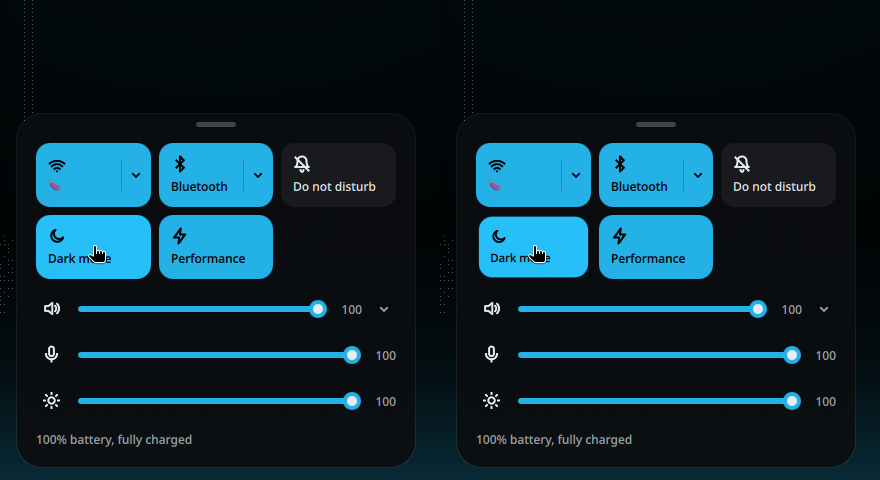 Bluetooth
Do not disturb
Dark mode
Performance
100
100
100
100% battery, fully charged
Bluetooth
Do not disturb
Dark mode
Performance
100
100
100
100% battery, fully charged